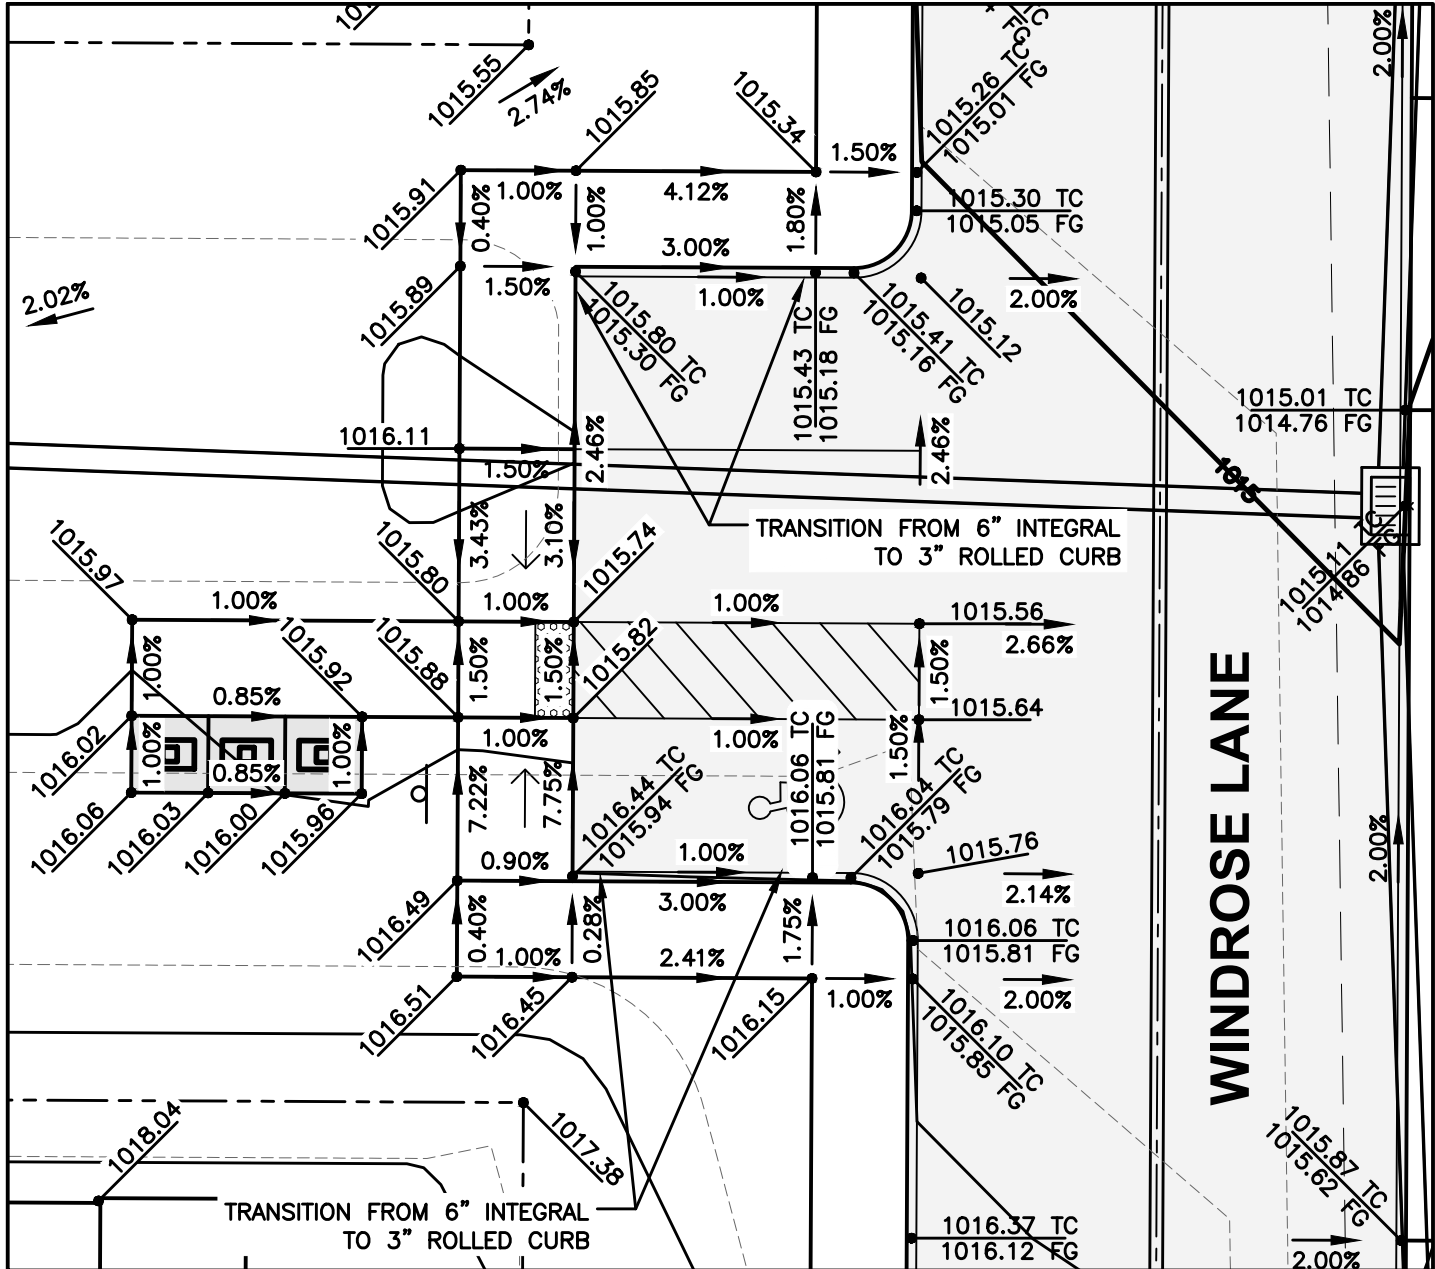 1015.55
2.74%
1015.85
1015.34
1.50%
1015.26 TC
1015.01 FG
2.00%
1015.91
1.00%
4.12%
0.40%
1.00%
1.80%
1015.30 TC
1015.05 FG
3.00%
2.02%
1015.89
1.50%
1.00%
2.00%
1015.80 TC
1015.30 FG
1015.43 TC
1015.18 FG
1015.41 TC
1015.16 FG
1015.12
1015.01 TC
1014.76 FG
1016.11
1.50%
2.46%
2.46%
1015
TRANSITION FROM 6" INTEGRAL
TO 3" ROLLED CURB
1015.11 TC
1014.86 FG
3.43%
3.10%
1015.97
1015.80
1015.74
1.00%
1.00%
1.00%
1015.56
2.66%
1015.92
1015.88
1015.82
1.00%
1.50%
1.50%
1.50%
0.85%
1015.64
1016.02
1.00%
1.00%
0.85%
1.00%
1.00%
1.50%
7.22%
7.75%
1016.44 TC
1015.94 FG
1016.06 TC
1015.81 FG
1016.04 TC
1015.79 FG
WINDROSE LANE
1016.06
1016.03
1016.00
1015.96
0.90%
1.00%
1015.76
2.14%
2.00%
3.00%
1016.49
0.40%
0.28%
1.75%
1016.06 TC
1015.81 FG
1.00%
2.41%
1.00%
2.00%
1016.51
1016.45
1016.15
1016.10 TC
1015.85 FG
1018.04
1017.38
1015.87 TC
1015.62 FG
TRANSITION FROM 6" INTEGRAL
TO 3" ROLLED CURB
1016.37 TC
1016.12 FG
2.00%